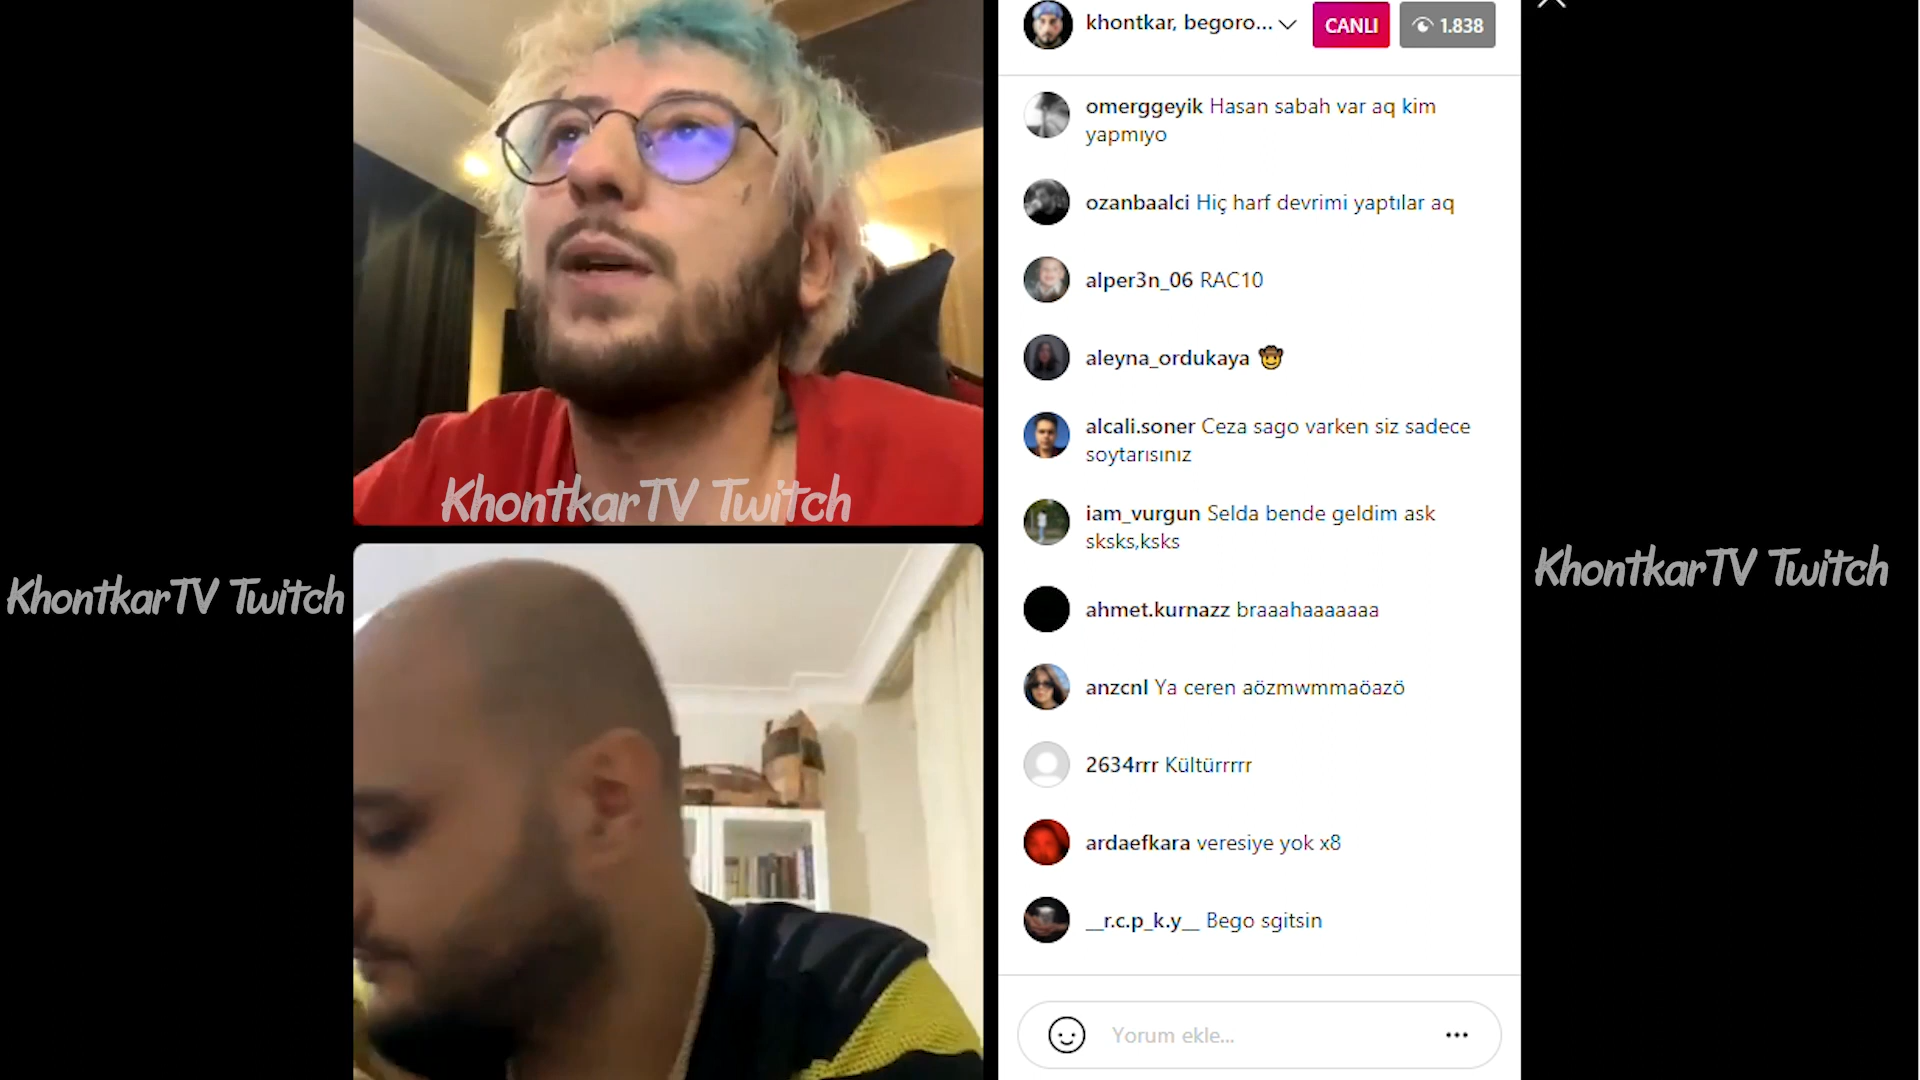 khontkar, begoro...
CANLI
1.838
omerggeyik Hasan sabah var aq kim
yapmıyo
ozanbaalci Hiç harf devrimi yaptılar aq
alper3n_06 RAC10
aleyna_ordukaya 🤠
alcali.soner Ceza sago varken siz sadece
soytarısınız
iam_vurgun Selda bende geldim ask
sksks,ksks
ahmet.kurnazz braaahaaaaaaa
anzcnl Ya ceren aözmwmmaöazö
2634rrr Kültürrrrr
ardaefkara veresiye yok x8
__r.c.p_k.y__ Bego sgitsin
Yorum ekle...
KhontkarTV Twitch
KhontkarTV Twitch
KhontkarTV Twitch